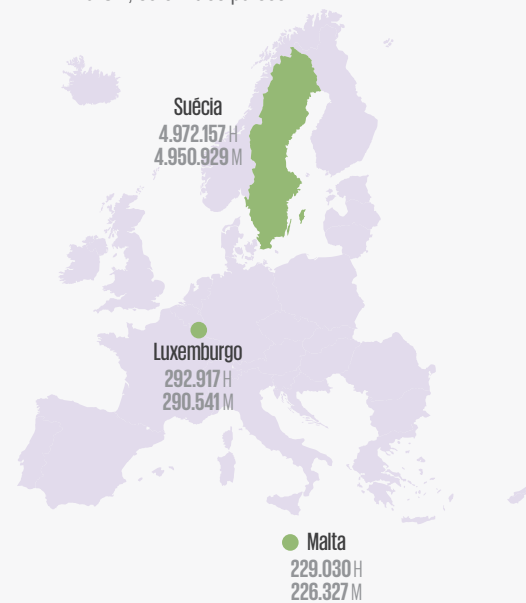 Suécia
4.972.157 H
4.950.929 M
Luxemburgo
292.917 H
290.541 M
Malta
229.030 H
226.327 M